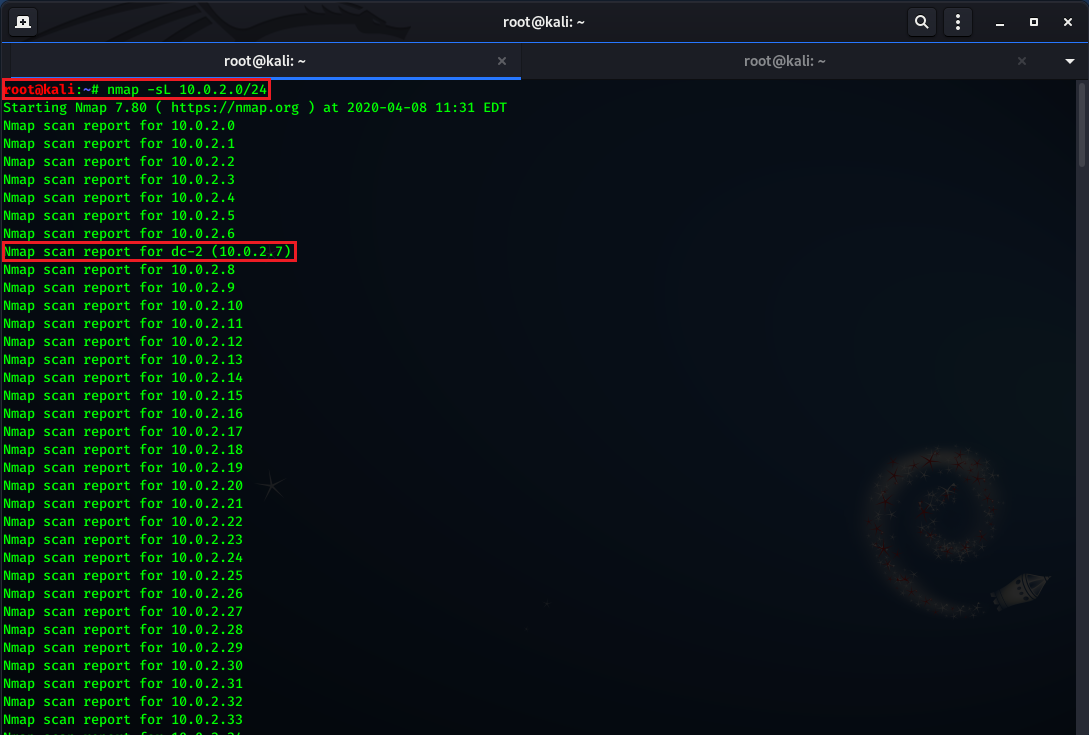 root@kali: ~
root@kali: ~
root@kali: ~
root@kali:~# nmap -sL 10.0.2.0/24
Starting Nmap 7.80 ( https://nmap.org ) at 2020-04-08 11:31 EDT
Nmap scan report for 10.0.2.0
Nmap scan report for 10.0.2.1
Nmap scan report for 10.0.2.2
Nmap scan report for 10.0.2.3
Nmap scan report for 10.0.2.4
Nmap scan report for 10.0.2.5
Nmap scan report for 10.0.2.6
Nmap scan report for dc-2 (10.0.2.7)
Nmap scan report for 10.0.2.8
Nmap scan report for 10.0.2.9
Nmap scan report for 10.0.2.10
Nmap scan report for 10.0.2.11
Nmap scan report for 10.0.2.12
Nmap scan report for 10.0.2.13
Nmap scan report for 10.0.2.14
Nmap scan report for 10.0.2.15
Nmap scan report for 10.0.2.16
Nmap scan report for 10.0.2.17
Nmap scan report for 10.0.2.18
Nmap scan report for 10.0.2.19
Nmap scan report for 10.0.2.20
Nmap scan report for 10.0.2.21
Nmap scan report for 10.0.2.22
Nmap scan report for 10.0.2.23
Nmap scan report for 10.0.2.24
Nmap scan report for 10.0.2.25
Nmap scan report for 10.0.2.26
Nmap scan report for 10.0.2.27
Nmap scan report for 10.0.2.28
Nmap scan report for 10.0.2.29
Nmap scan report for 10.0.2.30
Nmap scan report for 10.0.2.31
Nmap scan report for 10.0.2.32
Nmap scan report for 10.0.2.33